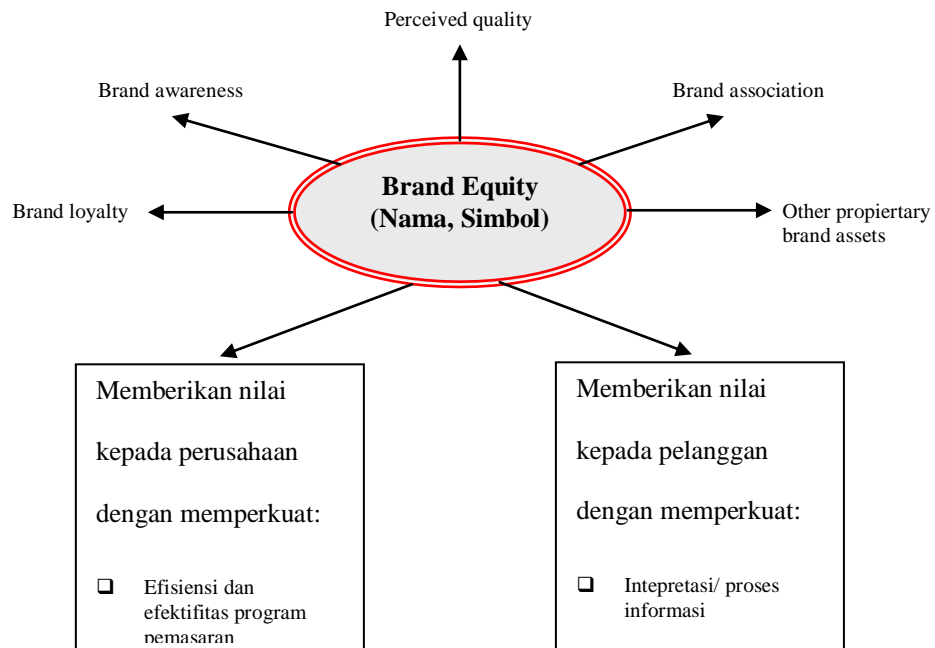 Perceived quality
Brand awareness
Brand association
Brand Equity
(Nama, Simbol)
Brand loyalty
Other propiertary
brand assets
Memberikan nilai
kepada perusahaan
dengan memperkuat:
Efisiensi dan
efektifitas program
pemasaran
Memberikan nilai
kepada pelanggan
dengan memperkuat:
Intepretasi/ proses
informasi